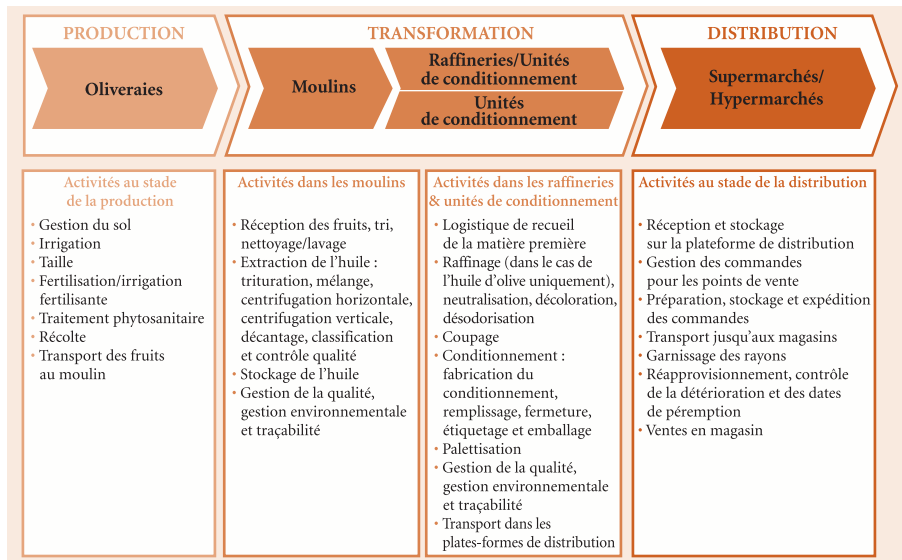 PRODUCTION
Oliveraies
TRANSFORMATION
Moulins
Raffineries/Unités
de conditionnement
Unités
de conditionnement
DISTRIBUTION
Supermarchés/
Hypermarchés
Activités au stade
de la production
• Gestion du sol
• Irrigation
• Taille
• Fertilisation/irrigation
fertilisante
• Traitement phytosanitaire
• Récolte
• Transport des fruits
au moulin
Activités dans les moulins
• Réception des fruits, tri,
nettoyage/lavage
• Extraction de l’huile :
trituration, mélange,
centrifugation horizontale,
centrifugation verticale,
décantage, classification
et contrôle qualité
• Stockage de l’huile
• Gestion de la qualité,
gestion environnementale
et traçabilité
Activités dans les raffineries
& unités de conditionnement
• Logistique de recueil
de la matière première
• Raffinage (dans le cas de
l’huile d’olive uniquement),
neutralisation, décoloration,
désodorisation
• Coupage
• Conditionnement :
fabrication du
conditionnement,
remplissage, fermeture,
étiquetage et emballage
• Palettisation
• Gestion de la qualité,
gestion environnementale
et traçabilité
• Transport dans les
plates-formes de distribution
Activités au stade de la distribution
• Réception et stockage
sur la plateforme de distribution
• Gestion des commandes
pour les points de vente
• Préparation, stockage et expédition
des commandes
• Transport jusqu’aux magasins
• Garnissage des rayons
• Réapprovisionnement, contrôle
de la détérioration et des dates
de péremption
• Ventes en magasin